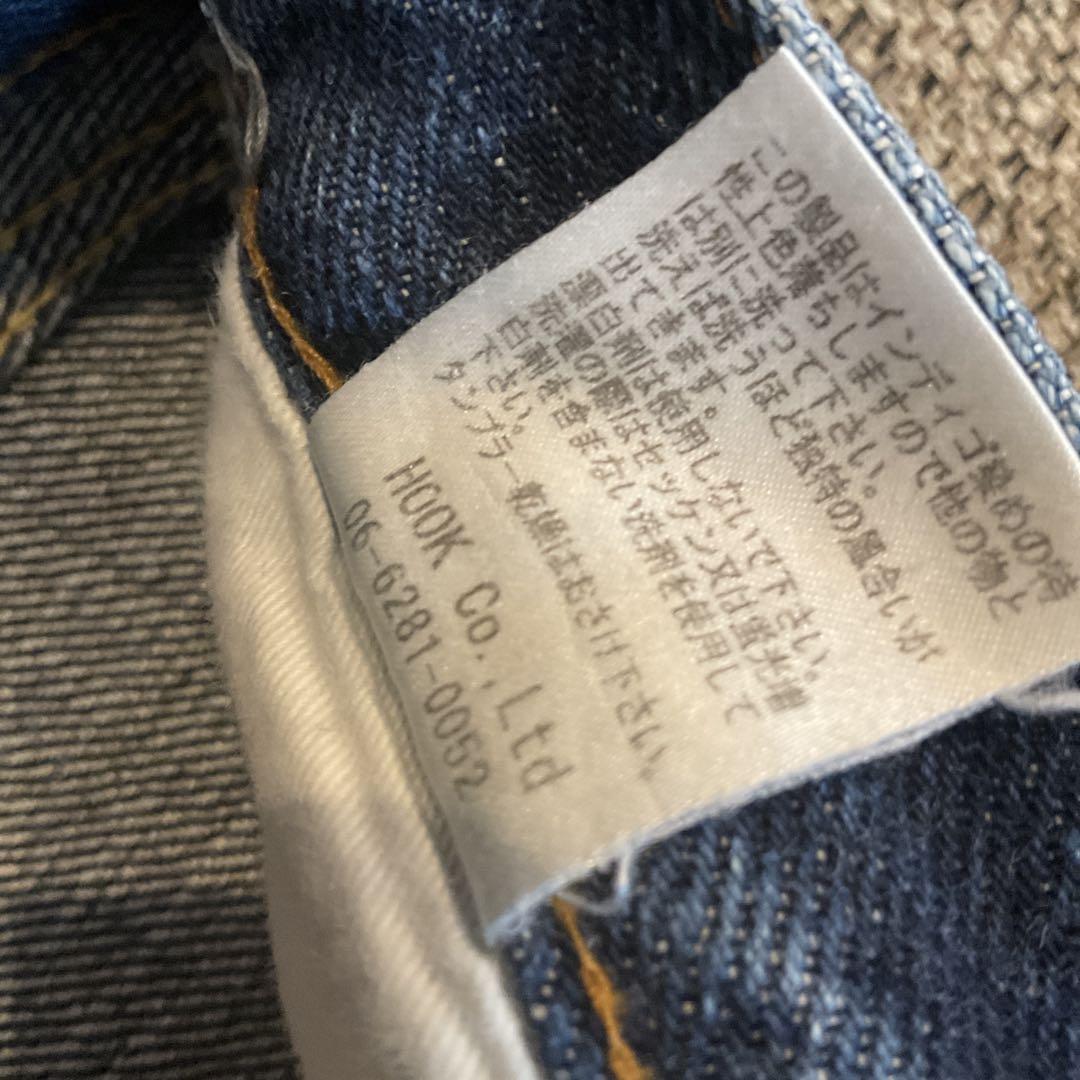 この製品はインディゴ染めの特
性上色落ちしますので他の物と
は別に洗って下さい。
洗えば洗うほど独特の風合いが
出てきます。
漂白剤は使用しないで下さい。
洗濯の際はセッケン又は蛍光増
白剤を含まない洗剤を使用して
下さい。
タンブラー乾燥はおさけ下さい。
HOOK Co.,Ltd
06-6281-0052